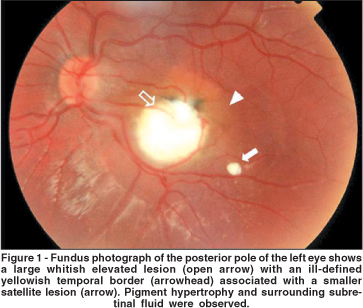 Figure 1 - Fundus photograph of the posterior pole of the left eye shows
a large whitish elevated lesion (open arrow) with an ill-defined
yellowish temporal border (arrowhead) associated with a smaller
satellite lesion (arrow). Pigment hypertrophy and surrounding subre-
tinal fluid were observed.